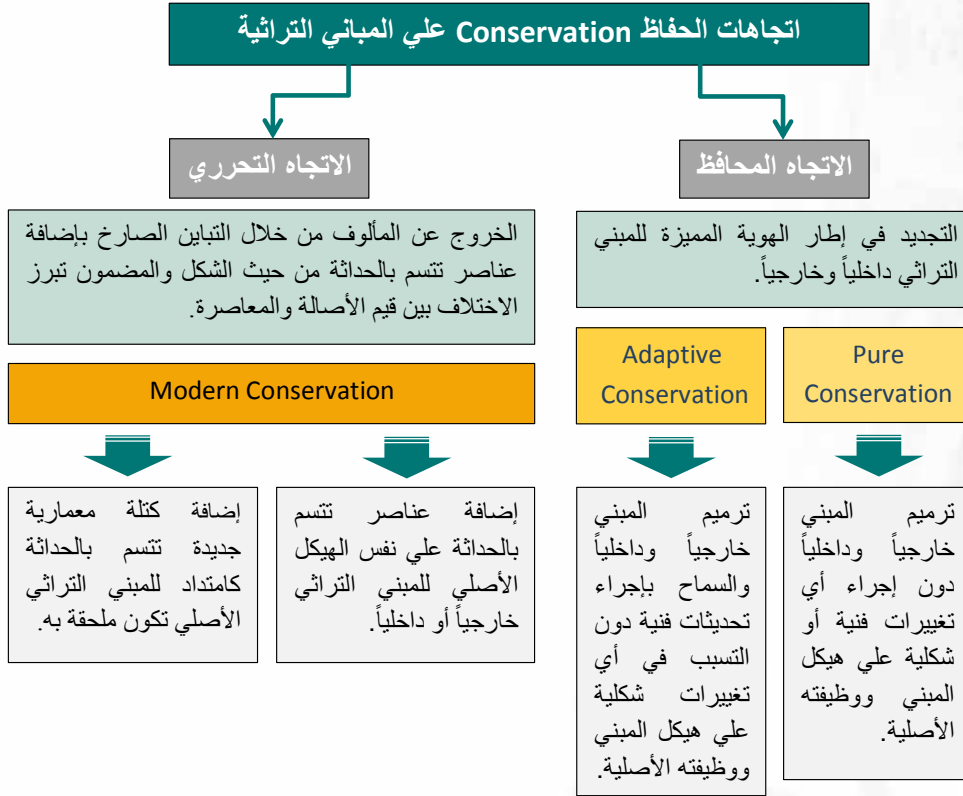 اتجاهات الحفاظ Conservation علي المباني التراثية
الاتجاه المحافظ
التجديد في إطار الهوية المميزة للمبني
التراثي داخلياً وخارجياً.
Pure
Conservation
ترميم المبني
خارجياً وداخلياً
دون إجراء أي
تغييرات فنية أو
شكلية علي هيكل
المبني ووظيفته
الأصلية.
Adaptive
Conservation
ترميم المبني
خارجياً وداخلياً
والسماح بإجراء
تحديثات فنية دون
التسبب في أي
تغييرات شكلية
علي هيكل المبني
ووظيفته الأصلية.
الاتجاه التحرري
الخروج عن المألوف من خلال التباين الصارخ بإضافة
عناصر تتسم بالحداثة من حيث الشكل والمضمون تبرز
الاختلاف بين قيم الأصالة والمعاصرة.
Modern Conservation
إضافة عناصر تتسم
بالحداثة علي نفس الهيكل
الأصلي للمبني التراثي
خارجياً أو داخلياً.
إضافة كتلة معمارية
جديدة تتسم بالحداثة
كامتداد للمبني التراثي
الأصلي تكون ملحقة به.